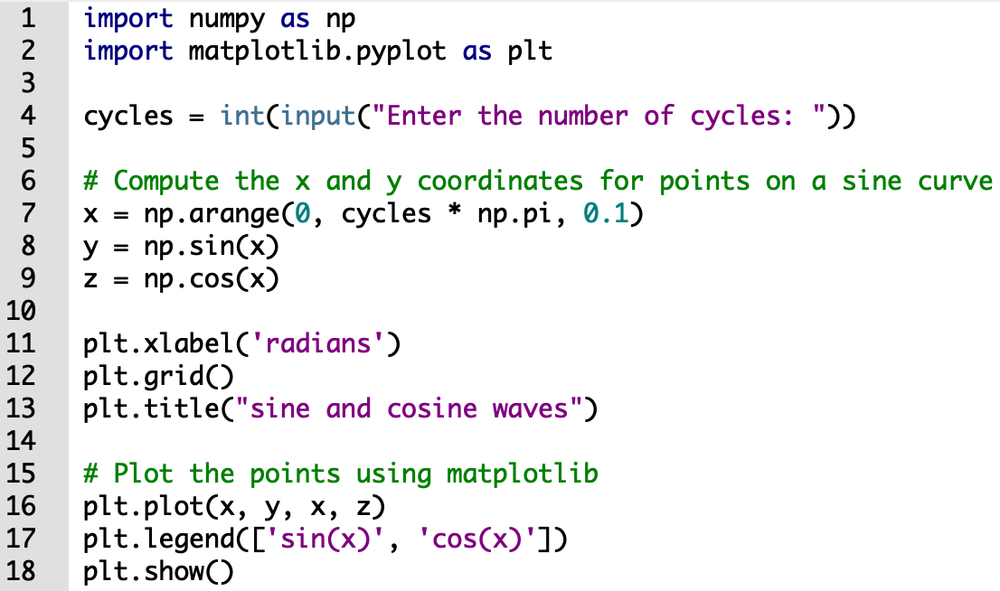 1 import numpy as np
2 import matplotlib.pyplot as plt
3
4 cycles = int(input("Enter the number of cycles: "))
5
6 # Compute the x and y coordinates for points on a sine curve
7 x = np.arange(0, cycles * np.pi, 0.1)
8 y = np.sin(x)
9 z = np.cos(x)
10
11 plt.xlabel('radians')
12 plt.grid()
13 plt.title("sine and cosine waves")
14
15 # Plot the points using matplotlib
16 plt.plot(x, y, x, z)
17 plt.legend(['sin(x)', 'cos(x)'])
18 plt.show()